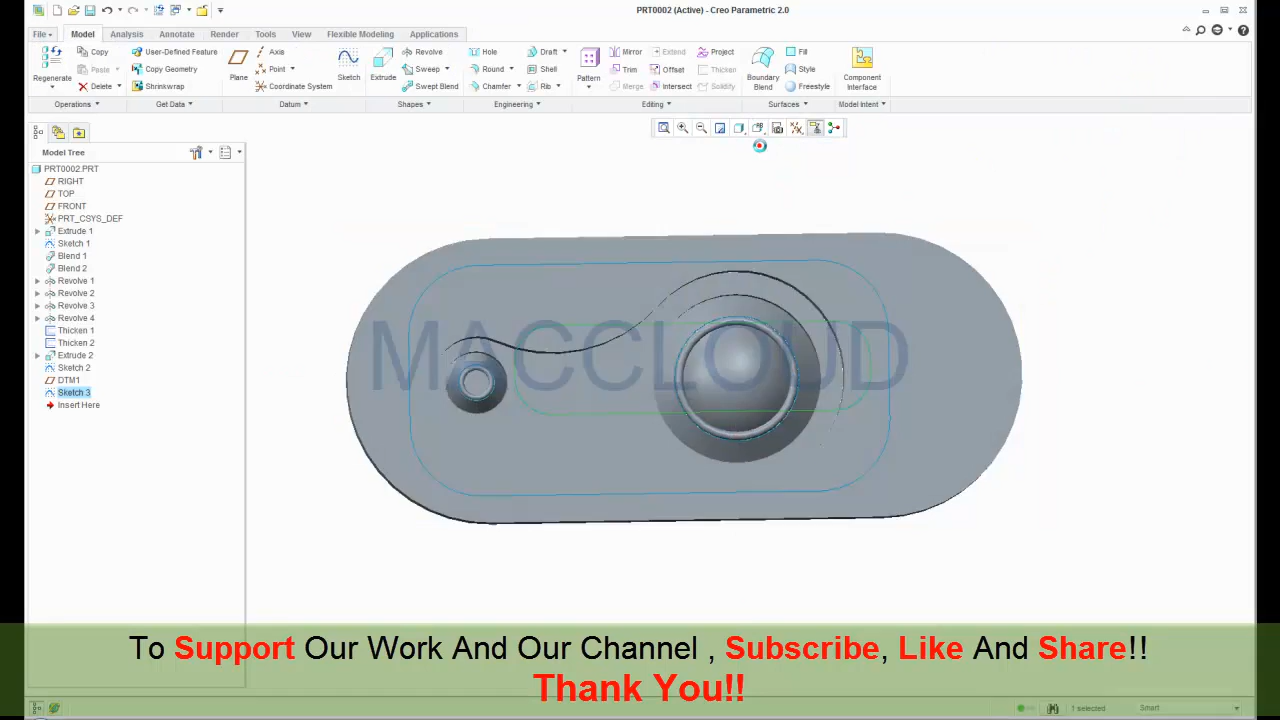 PRT0002 (Active) - Creo Parametric 2.0
File Model Analysis Annotate Render Tools View Flexible Modeling Applications
Regenerate Copy Paste Delete User-Defined Feature Copy Geometry Shrinkwrap Plane Axis Point Coordinate System Sketch Extrude Revolve Sweep Swept Blend Hole Round Chamfer Draft Shell Rib Pattern Mirror Trim Merge Extend Offset Intersect Project Thicken Solidify Boundary Blend Fill Style Freestyle Component Interface
Operations Get Data Datum Shapes Engineering Editing Surfaces Model Intent
Model Tree
PRT0002.PRT
RIGHT
TOP
FRONT
PRT_CSYS_DEF
Extrude 1
Sketch 1
Blend 1
Blend 2
Revolve 1
Revolve 2
Revolve 3
Revolve 4
Thicken 1
Thicken 2
Extrude 2
Sketch 2
DTM1
Sketch 3
Insert Here
MACCLOUD
To Support Our Work And Our Channel , Subscribe, Like And Share!!
Thank You!!
1 selected Smart